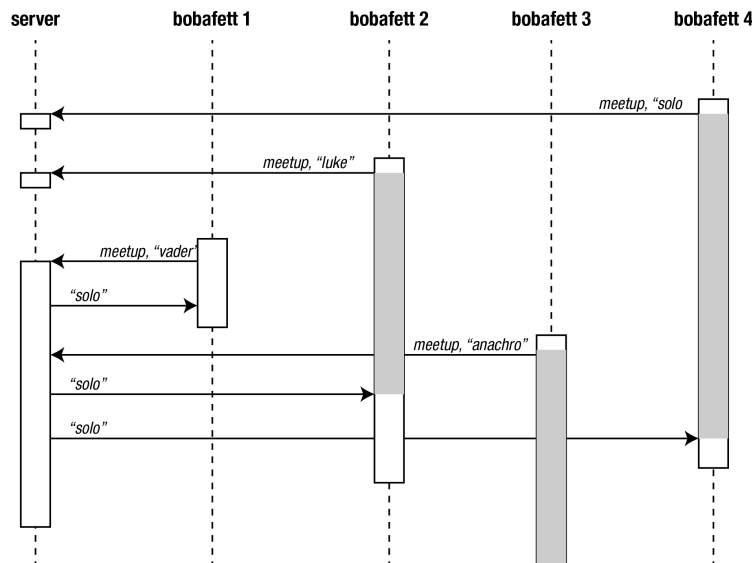 server bobafett 1 bobafett 2 bobafett 3 bobafett 4
meetup, “solo
meetup, “luke”
meetup, “vader’
“solo”
meetup, “anachro”
“solo”
“solo”